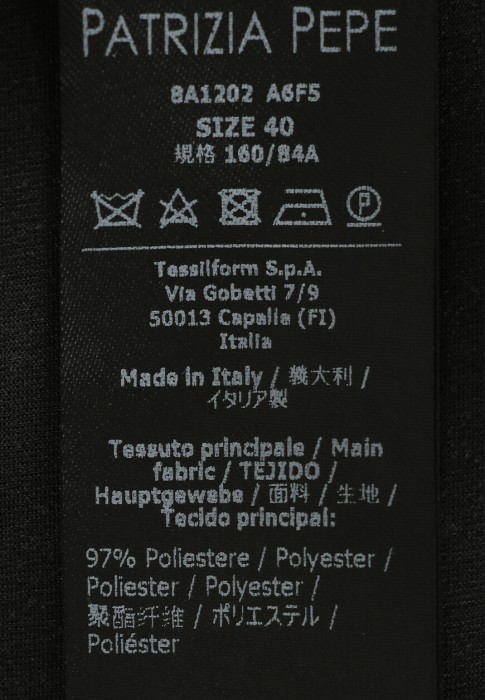 PATRIZIA PEPE
8A1202 A6F5
SIZE 40
規格 160/84A
P
Tessilform S.p.A.
Via Gobetti 7/9
50013 Capalle (FI)
Italia
Made in Italy / 義大利 /
イタリア製
Tessuto principale / Main
fabric / TEJIDO /
Hauptgewebe / 面料 / 生地 /
Tecido principal:
97% Poliestere / Polyester /
Poliester / Polyester /
聚酯纤维 / ポリエステル /
Poliéster